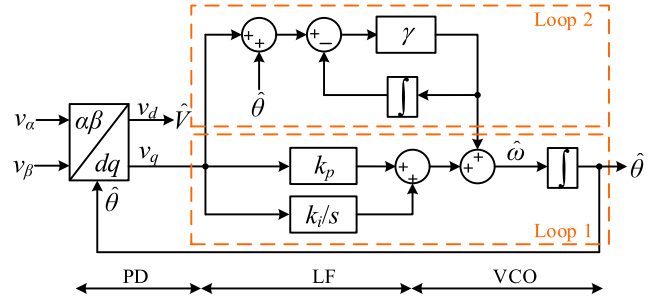 Loop 2
γ
θ̂
∫
v_α
v_β
αβ
dq
θ̂
v_d
V̂
v_q
k_p
k_i/s
ω̂
∫
θ̂
Loop 1
PD
LF
VCO